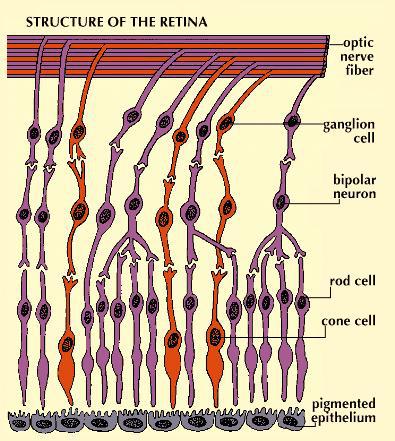 STRUCTURE OF THE RETINA
optic
nerve
fiber
ganglion
cell
bipolar
neuron
rod cell
cone cell
pigmented
epithelium